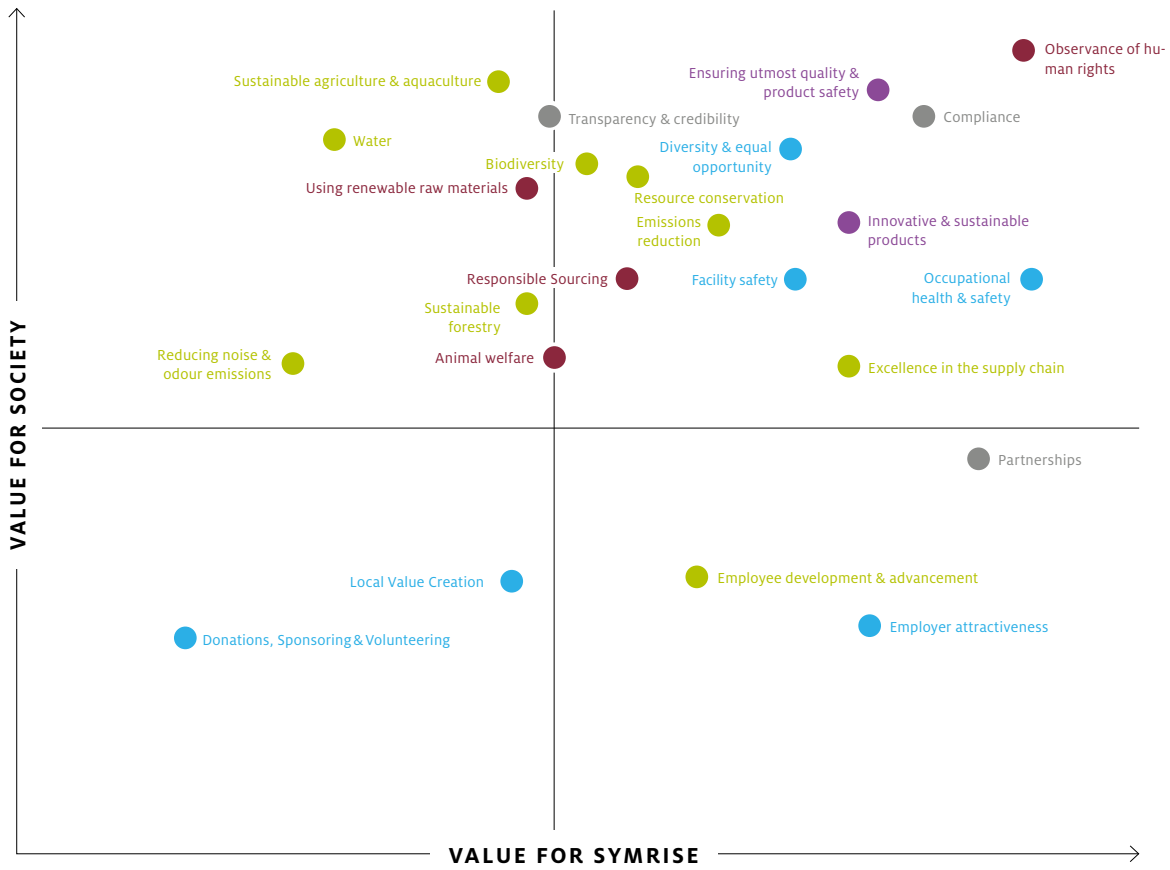 Observance of hu-
man rights
Ensuring utmost quality &
product safety
Sustainable agriculture & aquaculture
Transparency & credibility
Compliance
Water
Diversity & equal
opportunity
Biodiversity
Using renewable raw materials
Resource conservation
Emissions
reduction
Innovative & sustainable
products
Responsible Sourcing
Facility safety
Occupational
health & safety
Sustainable
forestry
Reducing noise &
odour emissions
Animal welfare
Excellence in the supply chain
VALUE FOR SOCIETY
Partnerships
Local Value Creation
Employee development & advancement
Donations, Sponsoring & Volunteering
Employer attractiveness
VALUE FOR SYMRISE